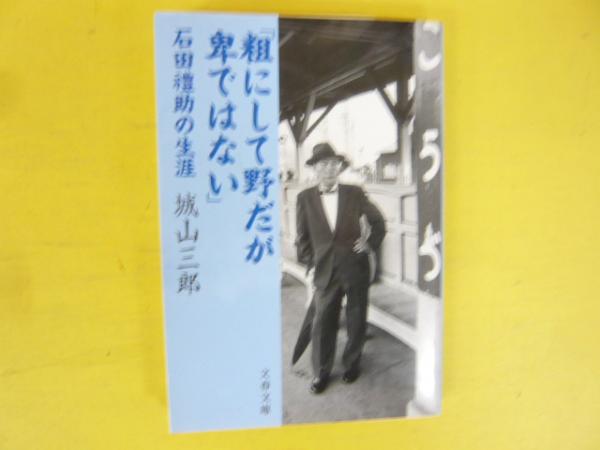 「粗にして野だが
卑ではない」
石田禮助の生涯
城山三郎
文春文庫
こうづ